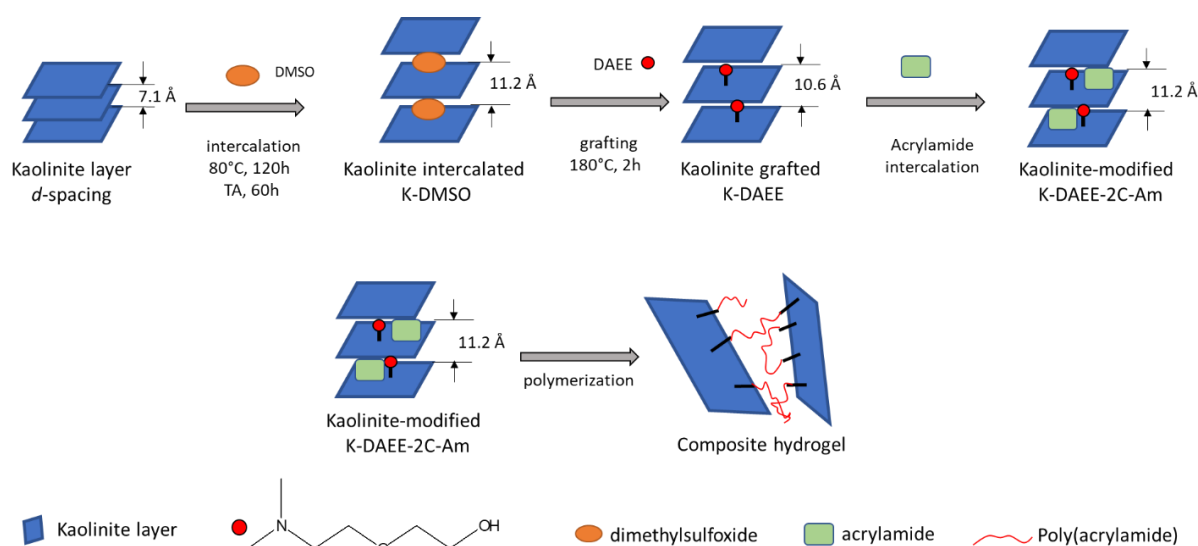 DMSO
7.1 Å
intercalation
80°C, 120h
TA, 60h
Kaolinite layer
d-spacing
11.2 Å
Kaolinite intercalated
K-DMSO
DAEE
grafting
180°C, 2h
10.6 Å
Kaolinite grafted
K-DAEE
Acrylamide
intercalation
11.2 Å
Kaolinite-modified
K-DAEE-2C-Am
11.2 Å
Kaolinite-modified
K-DAEE-2C-Am
polymerization
Composite hydrogel
Kaolinite layer
N
OH
dimethylsulfoxide
acrylamide
Poly(acrylamide)